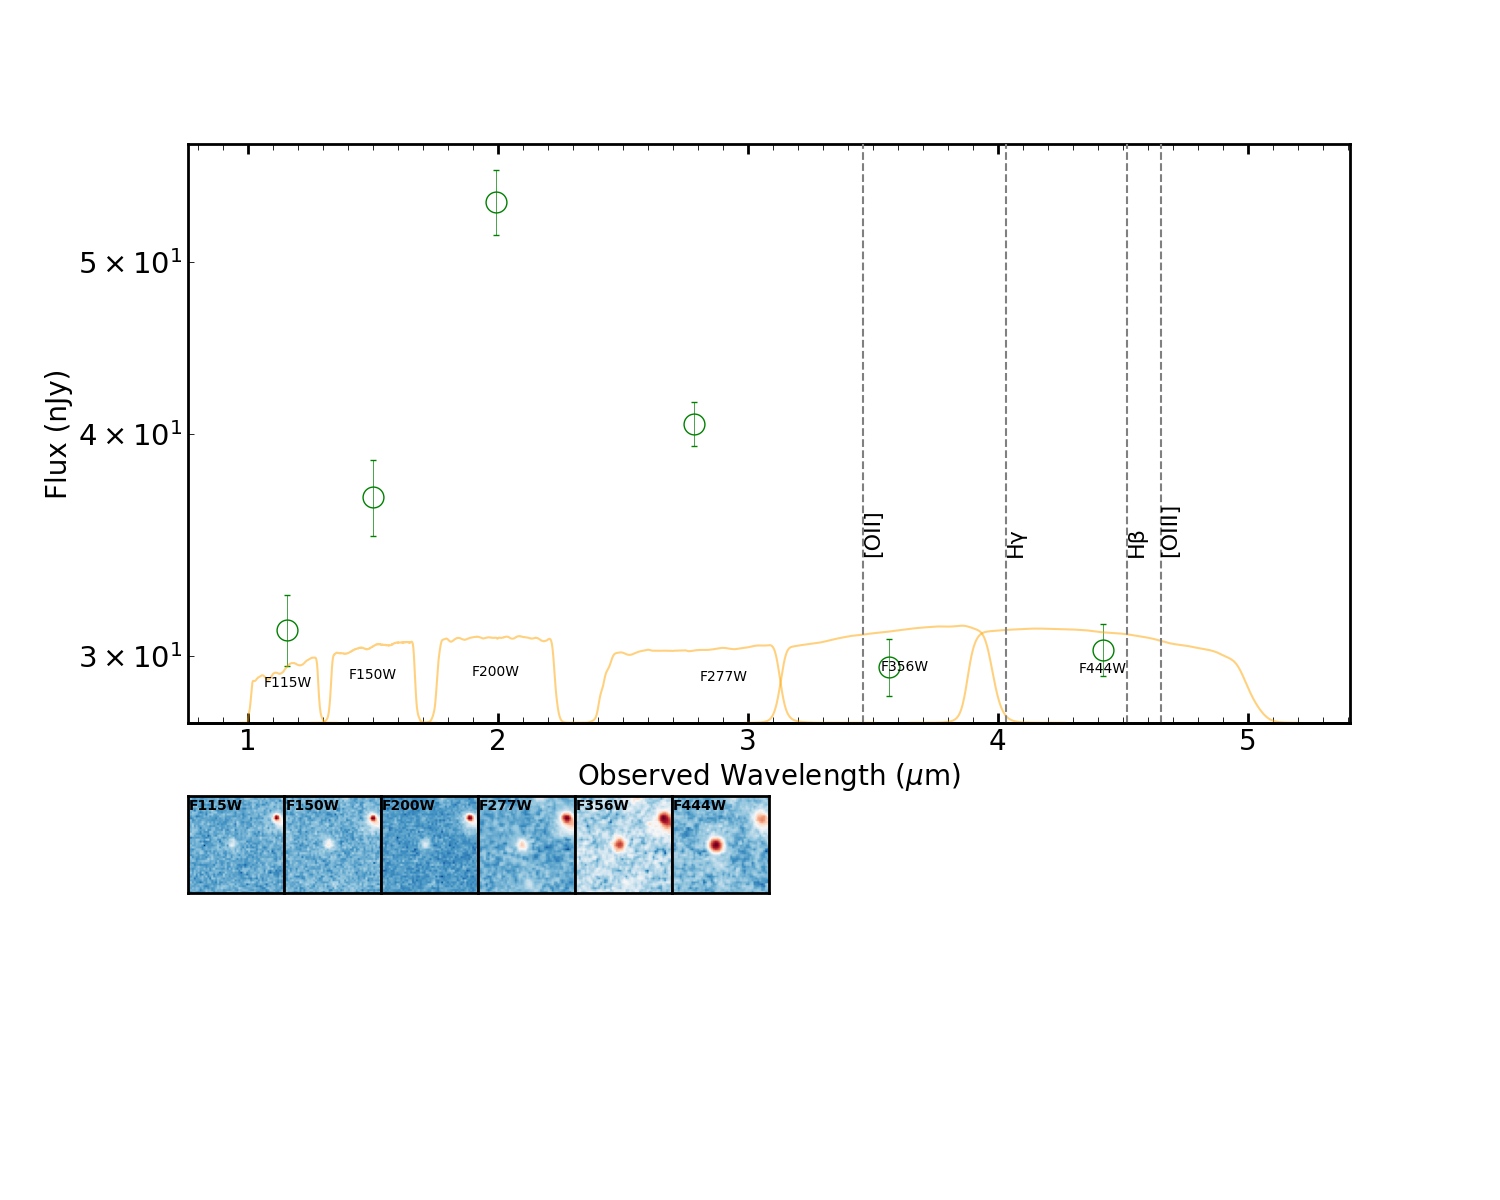 5 × 10¹
4 × 10¹
3 × 10¹
Flux (nJy)
[OII]
Hγ
Hβ
[OIII]
F115W
F150W
F200W
F277W
F356W
F444W
1 2 3 4 5
Observed Wavelength (μm)
F115W F150W F200W F277W F356W F444W